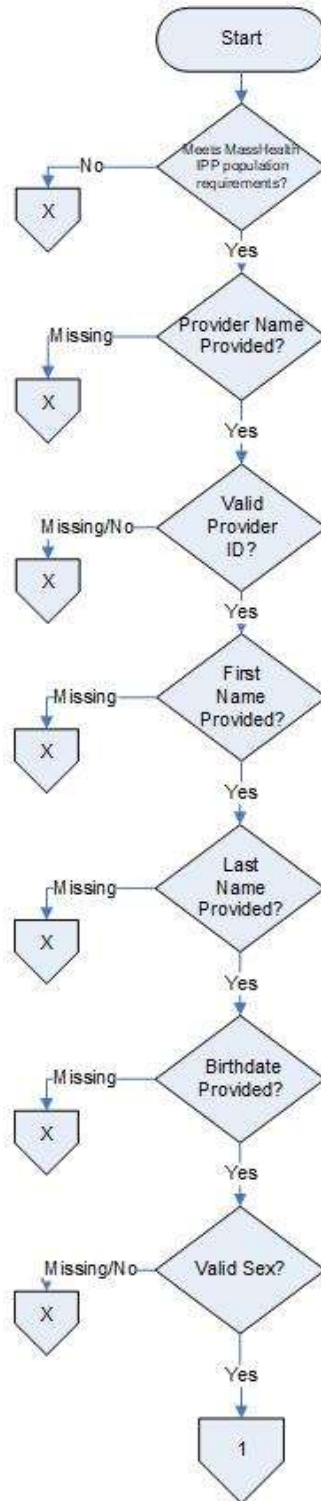 Start
Meets MassHealth
IPP population
requirements?
No
X
Yes
Provider Name
Provided?
Missing
X
Yes
Valid
Provider
ID?
Missing/No
X
Yes
First
Name
Provided?
Missing
X
Yes
Last
Name
Provided?
Missing
X
Yes
Birthdate
Provided?
Missing
X
Yes
Valid Sex?
Missing/No
X
Yes
1